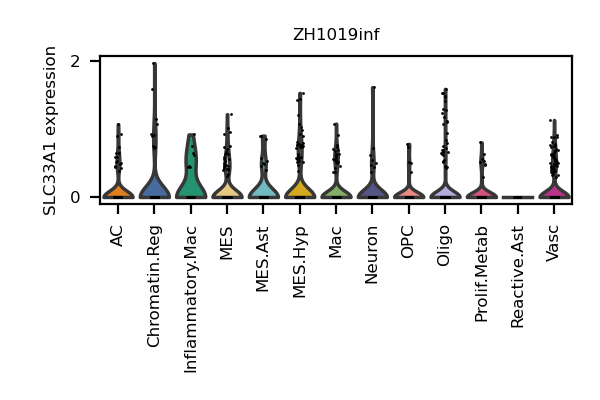 ZH1019inf
SLC33A1 expression
2
0
AC
Chromatin.Reg
Inflammatory.Mac
MES
MES.Ast
MES.Hyp
Mac
Neuron
OPC
Oligo
Prolif.Metab
Reactive.Ast
Vasc